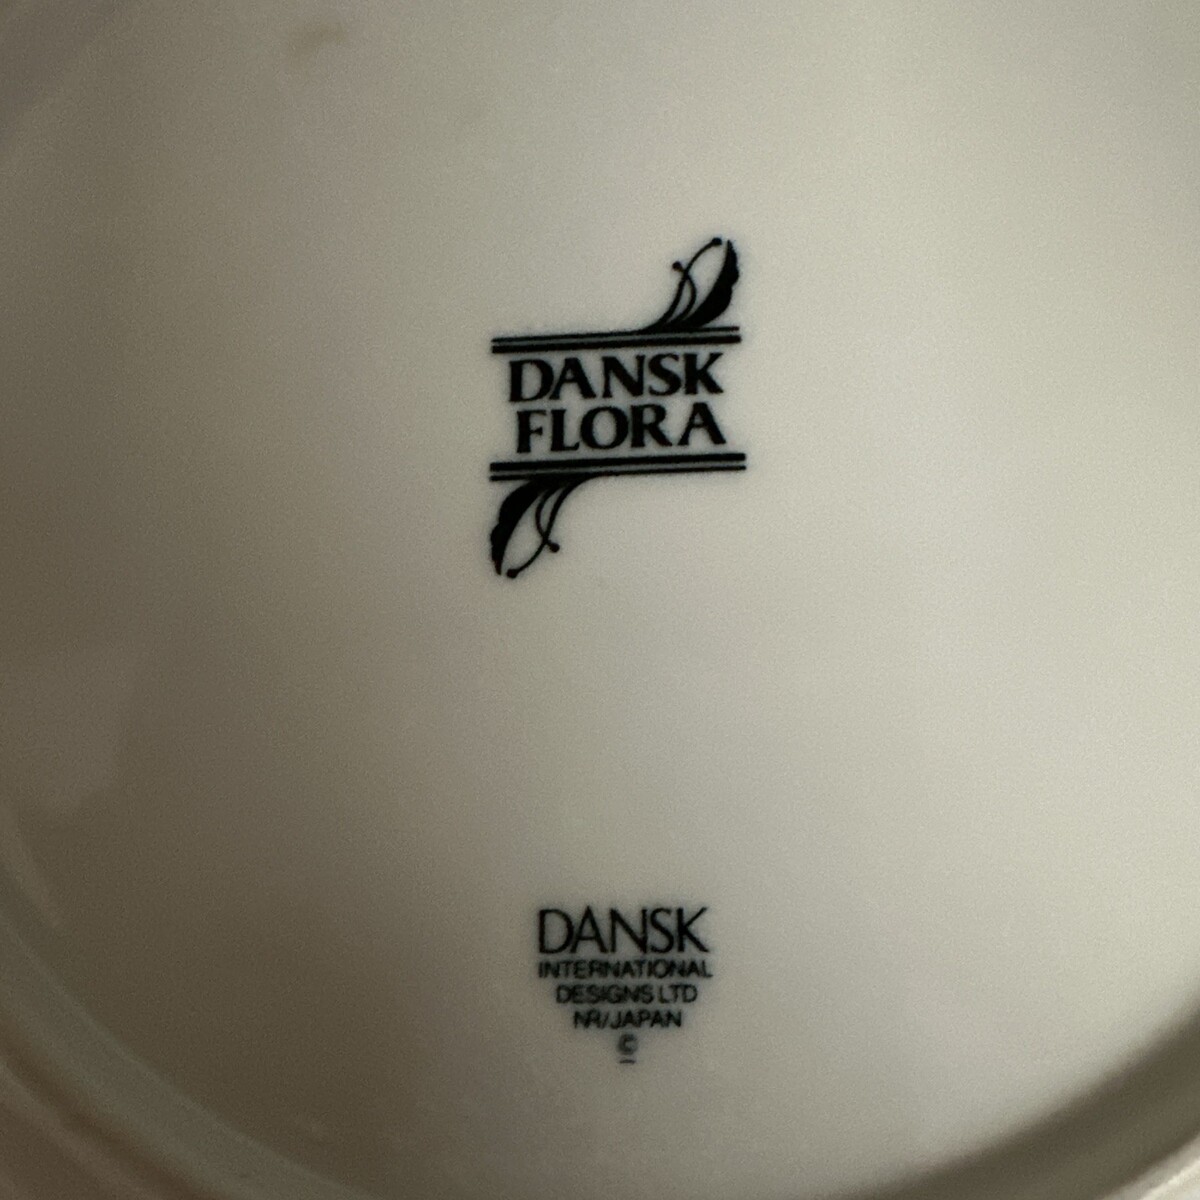 DANSK
FLORA
DANSK
INTERNATIONAL
DESIGNS LTD
NR/JAPAN
©